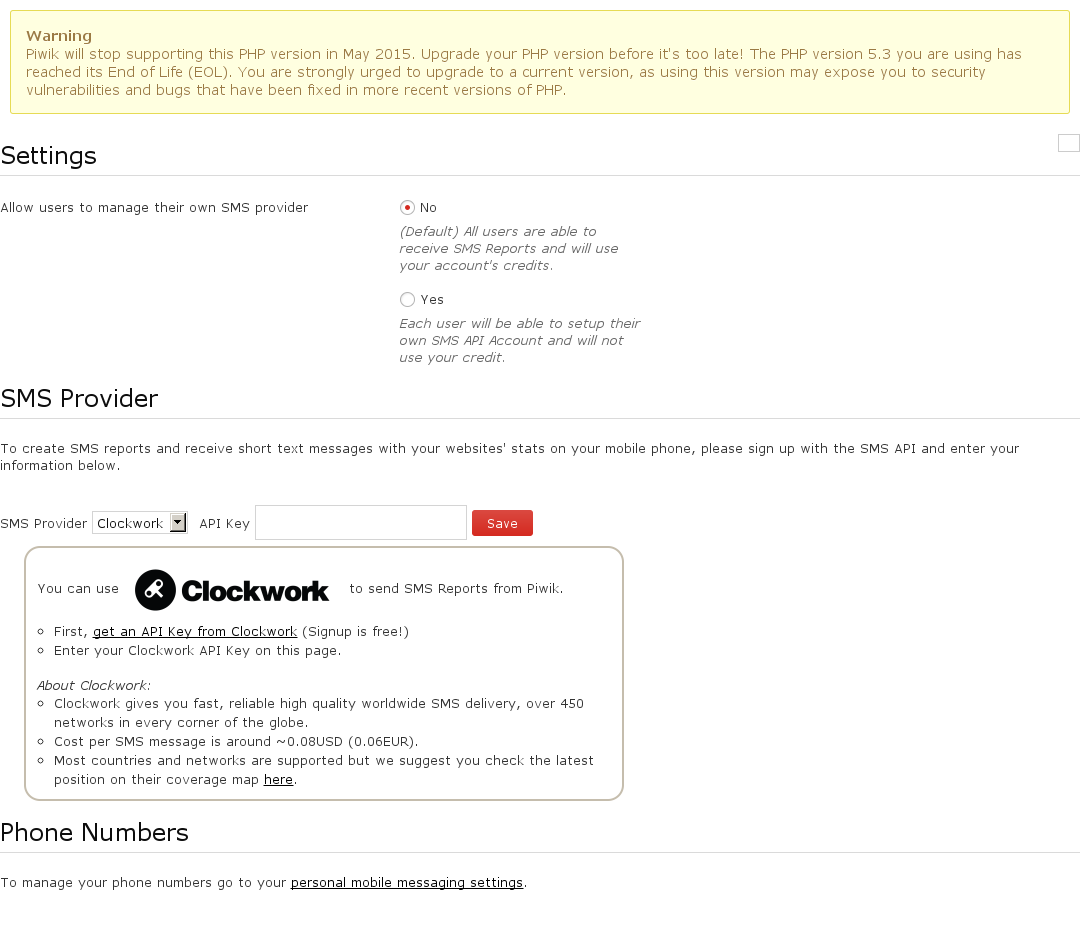 Warning
Piwik will stop supporting this PHP version in May 2015. Upgrade your PHP version before it's too late! The PHP version 5.3 you are using has
reached its End of Life (EOL). You are strongly urged to upgrade to a current version, as using this version may expose you to security
vulnerabilities and bugs that have been fixed in more recent versions of PHP.
Settings
Allow users to manage their own SMS provider
No
(Default) All users are able to
receive SMS Reports and will use
your account's credits.
Yes
Each user will be able to setup their
own SMS API Account and will not
use your credit.
SMS Provider
To create SMS reports and receive short text messages with your websites' stats on your mobile phone, please sign up with the SMS API and enter your
information below.
SMS Provider Clockwork API Key Save
You can use Clockwork to send SMS Reports from Piwik.
First, get an API Key from Clockwork (Signup is free!)
Enter your Clockwork API Key on this page.
About Clockwork:
Clockwork gives you fast, reliable high quality worldwide SMS delivery, over 450
networks in every corner of the globe.
Cost per SMS message is around ~0.08USD (0.06EUR).
Most countries and networks are supported but we suggest you check the latest
position on their coverage map here.
Phone Numbers
To manage your phone numbers go to your personal mobile messaging settings.